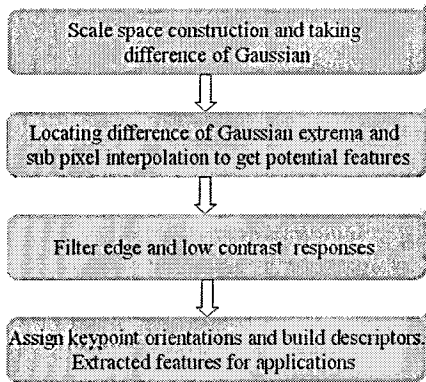 Scale space construction and taking
difference of Gaussian
Locating difference of Gaussian extrema and
sub pixel interpolation to get potential features
Filter edge and low contrast responses
Assign keypoint orientations and build descriptors.
Extracted features for applications